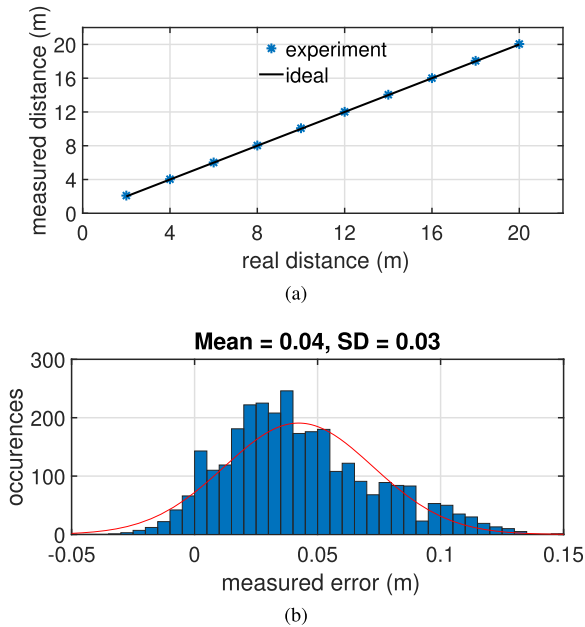 (a)
measured distance (m)
20
16
12
8
4
0
experiment
ideal
0 4 8 12 16 20
real distance (m)
(a)
Mean = 0.04, SD = 0.03
occurences
300
200
100
0
-0.05 0 0.05 0.1 0.15
measured error (m)
(b)